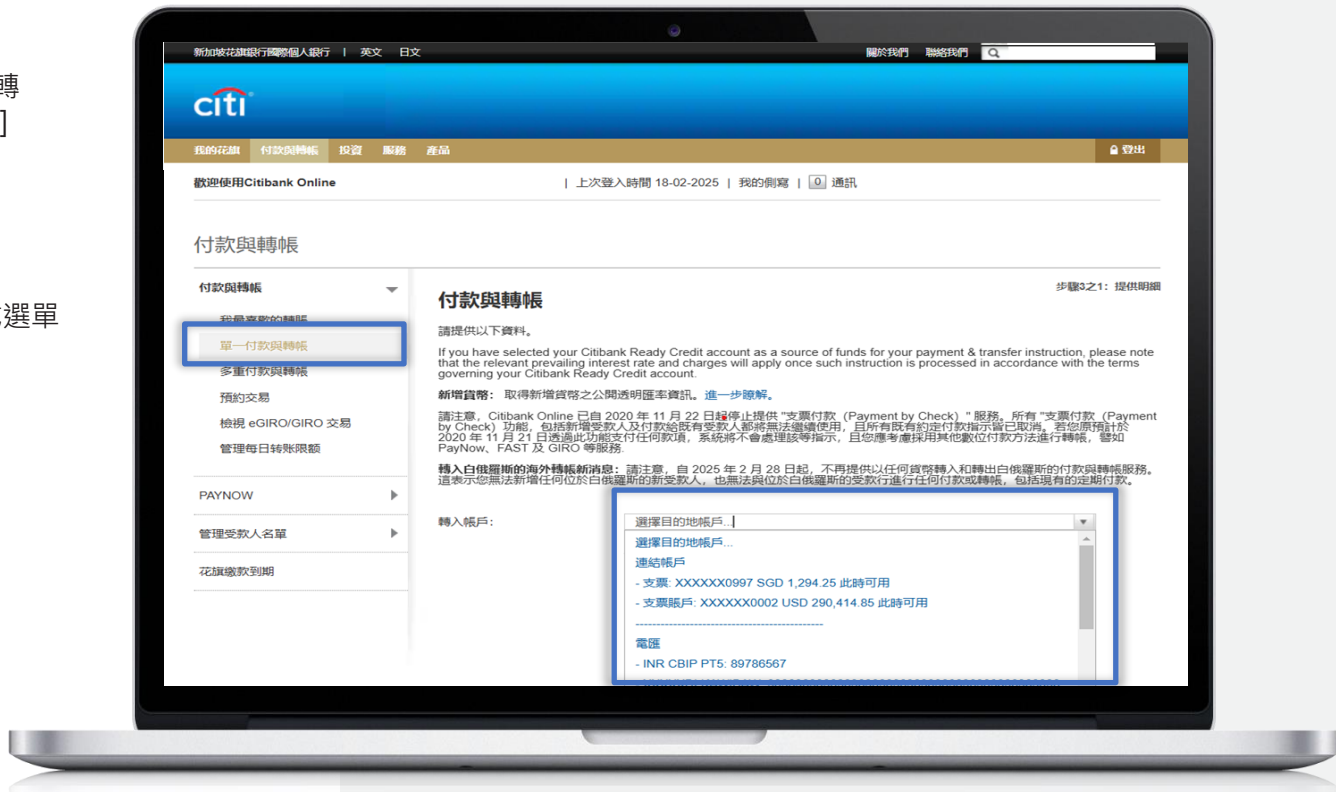 轉
]
選單
新加坡花旗銀行國際個人銀行 | 英文 日文
關於我們 聯絡我們
citi
我的花旗 付款與轉帳 投資 服務 產品
登出
歡迎使用Citibank Online
| 上次登入時間 18-02-2025 | 我的側寫 | 0 通訊
付款與轉帳
付款與轉帳
我最喜歡的轉賬
單一付款與轉帳
多重付款與轉帳
預約交易
檢視 eGIRO/GIRO 交易
管理每日转账限额
PAYNOW
管理受款人名單
花旗繳款到期
步驟3之1：提供明細
付款與轉帳
請提供以下資料。
If you have selected your Citibank Ready Credit account as a source of funds for your payment & transfer instruction, please note
that the relevant prevailing interest rate and charges will apply once such instruction is processed in accordance with the terms
governing your Citibank Ready Credit account.
新增貨幣： 取得新增貨幣之公開透明匯率資訊。進一步瞭解。
請注意，Citibank Online 已自 2020 年 11 月 22 日起停止提供 "支票付款（Payment by Check）" 服務。所有 "支票付款（Payment
by Check）功能，包括新增受款人及付款給既有受款人都將無法繼續使用，且所有既有約定付款指示皆已取消。若您原預計於
2020 年 11 月 21 日透過此功能支付任何款項，系統將不會處理該等指示，且您應考慮採用其他數位付款方法進行轉帳，譬如
PayNow、FAST 及 GIRO 等服務.
轉入白俄羅斯的海外轉帳新消息：請注意，自 2025 年 2 月 28 日起，不再提供以任何貨幣轉入和轉出白俄羅斯的付款與轉帳服務。
這表示您無法新增任何位於白俄羅斯的新受款人，也無法與位於白俄羅斯的受款行進行任何付款或轉帳，包括現有的定期付款。
轉入帳戶：
選擇目的地帳戶...
選擇目的地帳戶...
連結帳戶
- 支票: XXXXXX0997 SGD 1,294.25 此時可用
- 支票賬戶: XXXXXX0002 USD 290,414.85 此時可用
--------------------------------------------
電匯
- INR CBIP PT5: 89786567